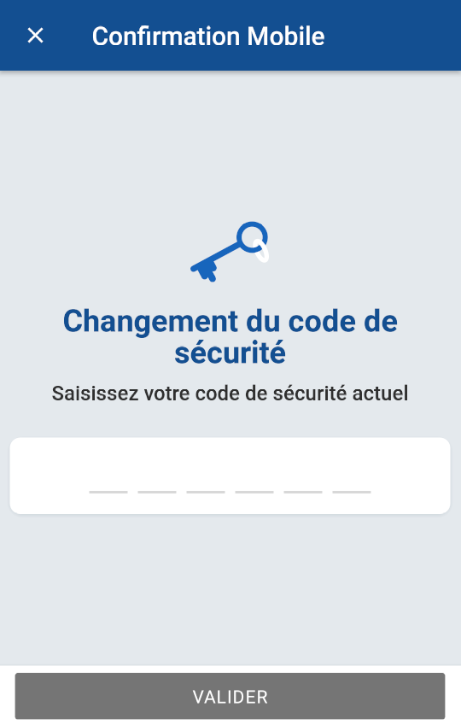 Confirmation Mobile
Changement du code de
sécurité
Saisissez votre code de sécurité actuel
VALIDER